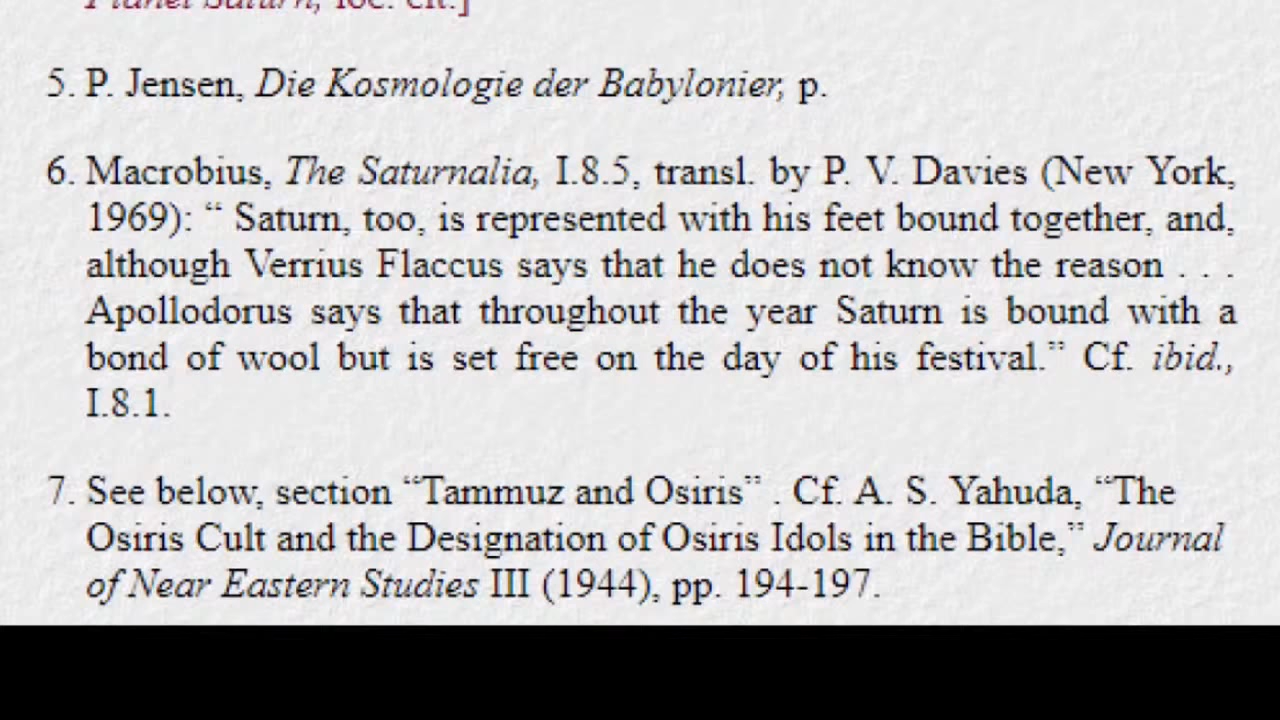 Planet Saturn, loc. cit.]
5. P. Jensen, Die Kosmologie der Babylonier, p.
6. Macrobius, The Saturnalia, I.8.5, transl. by P. V. Davies (New York,
1969): “ Saturn, too, is represented with his feet bound together, and,
although Verrius Flaccus says that he does not know the reason . . .
Apollodorus says that throughout the year Saturn is bound with a
bond of wool but is set free on the day of his festival.” Cf. ibid.,
I.8.1.
7. See below, section “Tammuz and Osiris” . Cf. A. S. Yahuda, “The
Osiris Cult and the Designation of Osiris Idols in the Bible,” Journal
of Near Eastern Studies III (1944), pp. 194-197.